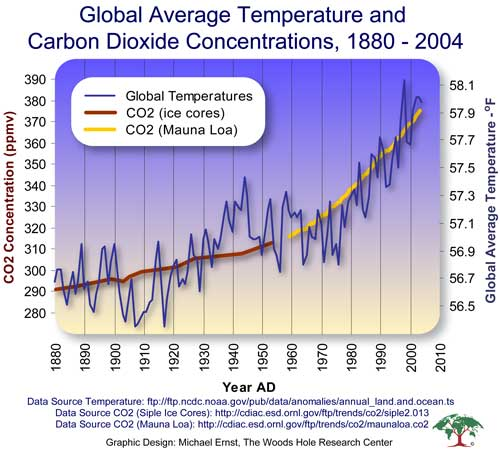 Global Average Temperature and
Carbon Dioxide Concentrations, 1880 - 2004
Global Temperatures
CO2 (ice cores)
CO2 (Mauna Loa)
CO2 Concentration (ppmv)
390
380
370
360
350
340
330
320
310
300
290
280
58.1
57.9
57.6
57.4
57.2
57.1
56.9
56.7
56.5
Global Average Temperature - °F
1880
1890
1900
1910
1920
1930
1940
1950
1960
1970
1980
1990
2000
2010
Year AD
Data Source Temperature: ftp://ftp.ncdc.noaa.gov/pub/data/anomalies/annual_land.and.ocean.ts
Data Source CO2 (Siple Ice Cores): http://cdiac.esd.ornl.gov/ftp/trends/co2/siple2.013
Data Source CO2 (Mauna Loa): http://cdiac.esd.ornl.gov/ftp/trends/co2/maunaloa.co2
Graphic Design: Michael Ernst, The Woods Hole Research Center